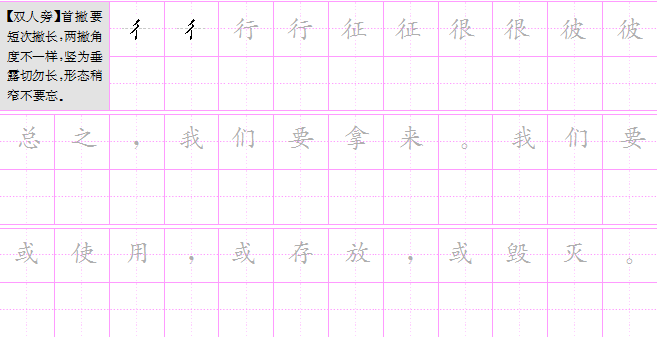 【双人旁】首撇要
短次撇长;两撇角
度不一样;竖为垂
露切勿长,形态稍
窄不要忘。
彳彳行行征征很很彼彼
总之，我们要拿来。我们要
或使用，或存放，或毁灭。